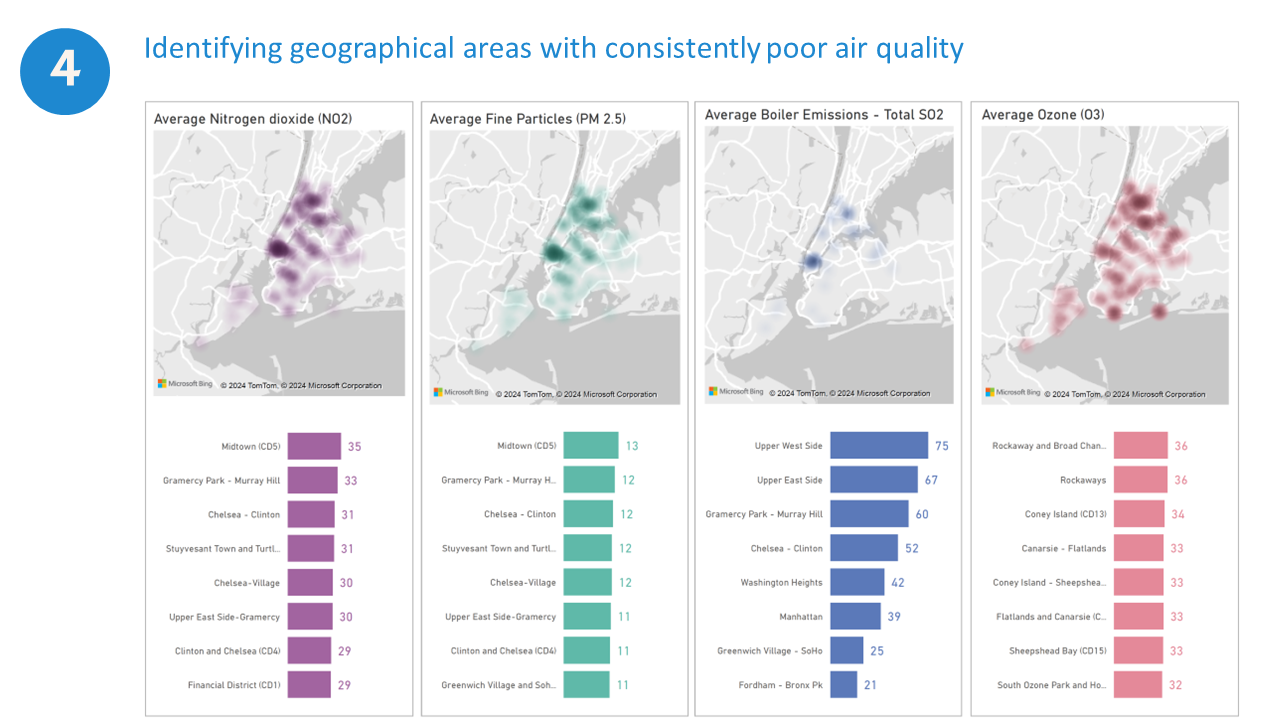 4
Identifying geographical areas with consistently poor air quality
Average Nitrogen dioxide (NO2)
Microsoft Bing
© 2024 TomTom, © 2024 Microsoft Corporation
Midtown (CD5) 35
Gramercy Park - Murray Hill 33
Chelsea - Clinton 31
Stuyvesant Town and Turtl... 31
Chelsea-Village 30
Upper East Side-Gramercy 30
Clinton and Chelsea (CD4) 29
Financial District (CD1) 29
Average Fine Particles (PM 2.5)
Microsoft Bing
© 2024 TomTom, © 2024 Microsoft Corporation
Midtown (CD5) 13
Gramercy Park - Murray H... 12
Chelsea - Clinton 12
Stuyvesant Town and Turtl... 12
Chelsea-Village 12
Upper East Side-Gramercy 11
Clinton and Chelsea (CD4) 11
Greenwich Village and Soh... 11
Average Boiler Emissions - Total SO2
Microsoft Bing
© 2024 TomTom, © 2024 Microsoft Corporation
Upper West Side 75
Upper East Side 67
Gramercy Park - Murray Hill 60
Chelsea - Clinton 52
Washington Heights 42
Manhattan 39
Greenwich Village - SoHo 25
Fordham - Bronx Pk 21
Average Ozone (O3)
Microsoft Bing
© 2024 TomTom, © 2024 Microsoft Corporation
Rockaway and Broad Chan... 36
Rockaways 36
Coney Island (CD13) 34
Canarsie - Flatlands 33
Coney Island - Sheepshea... 33
Flatlands and Canarsie (C... 33
Sheepshead Bay (CD15) 33
South Ozone Park and Ho... 32